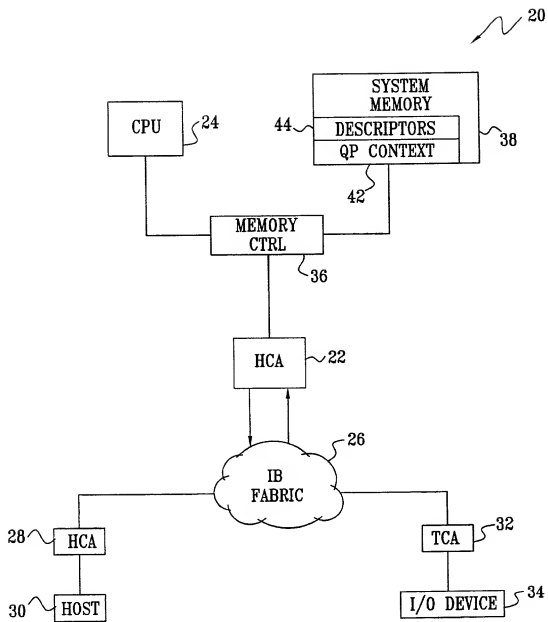 20
SYSTEM
MEMORY
CPU
24
44
DESCRIPTORS
38
QP CONTEXT
42
MEMORY
CTRL
36
HCA
22
26
IB
FABRIC
28
HCA
TCA
32
30
HOST
I/O DEVICE
34